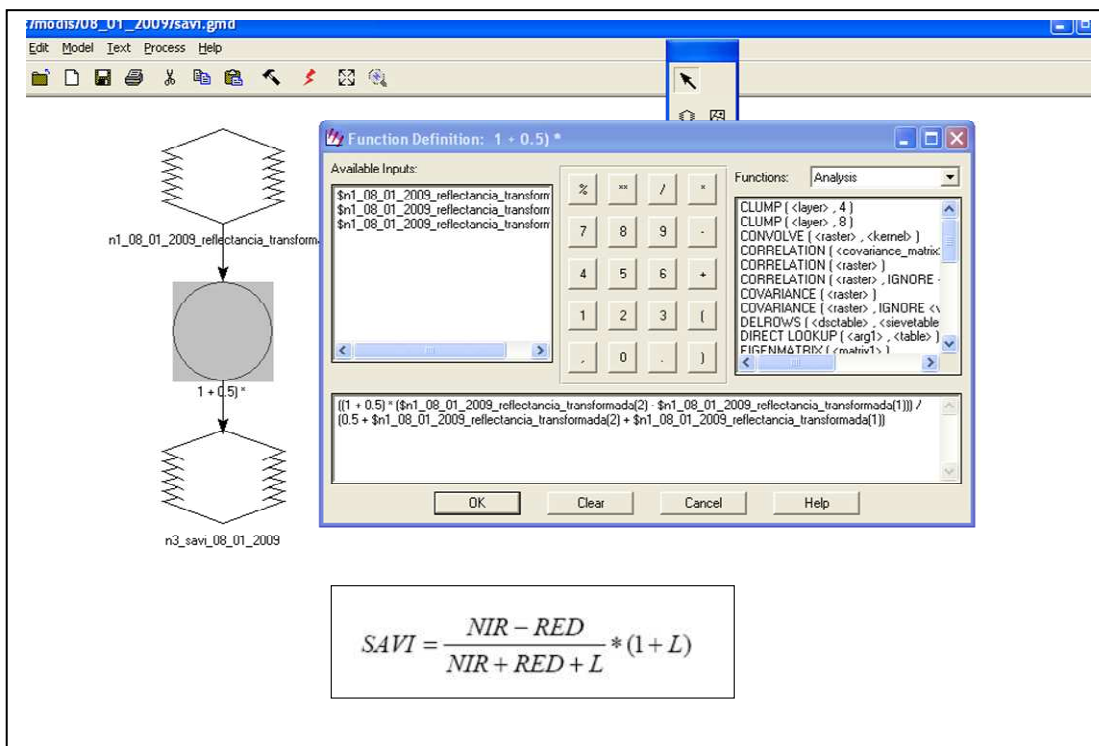 :/modis/08_01_2009/savi.gmd
Edit Model Text Process Help
n1_08_01_2009_reflectancia_transforma
1 + 0.5) *
n3_savi_08_01_2009
Function Definition: 1 + 0.5) *
Available Inputs:
$n1_08_01_2009_reflectancia_transform
$n1_08_01_2009_reflectancia_transform
$n1_08_01_2009_reflectancia_transform
% ** / *
7 8 9 -
4 5 6 +
1 2 3 (
, 0 . )
Functions: Analysis
CLUMP ( <layer> , 4 )
CLUMP ( <layer> , 8 )
CONVOLVE ( <raster> , <kernel> )
CORRELATION ( <covariance_matrix
CORRELATION ( <raster> )
CORRELATION ( <raster> , IGNORE <
COVARIANCE ( <raster> )
COVARIANCE ( <raster> , IGNORE <v
DELROWS ( <dsctable> , <sievetable
DIRECT LOOKUP ( <arg1> , <table> )
EIGENMATRIX ( <matrix1> )
((1 + 0.5) * ($n1_08_01_2009_reflectancia_transformada(2) - $n1_08_01_2009_reflectancia_transformada(1))) /
(0.5 + $n1_08_01_2009_reflectancia_transformada(2) + $n1_08_01_2009_reflectancia_transformada(1))
OK Clear Cancel Help
SAVI = (NIR − RED) / (NIR + RED + L) * (1 + L)